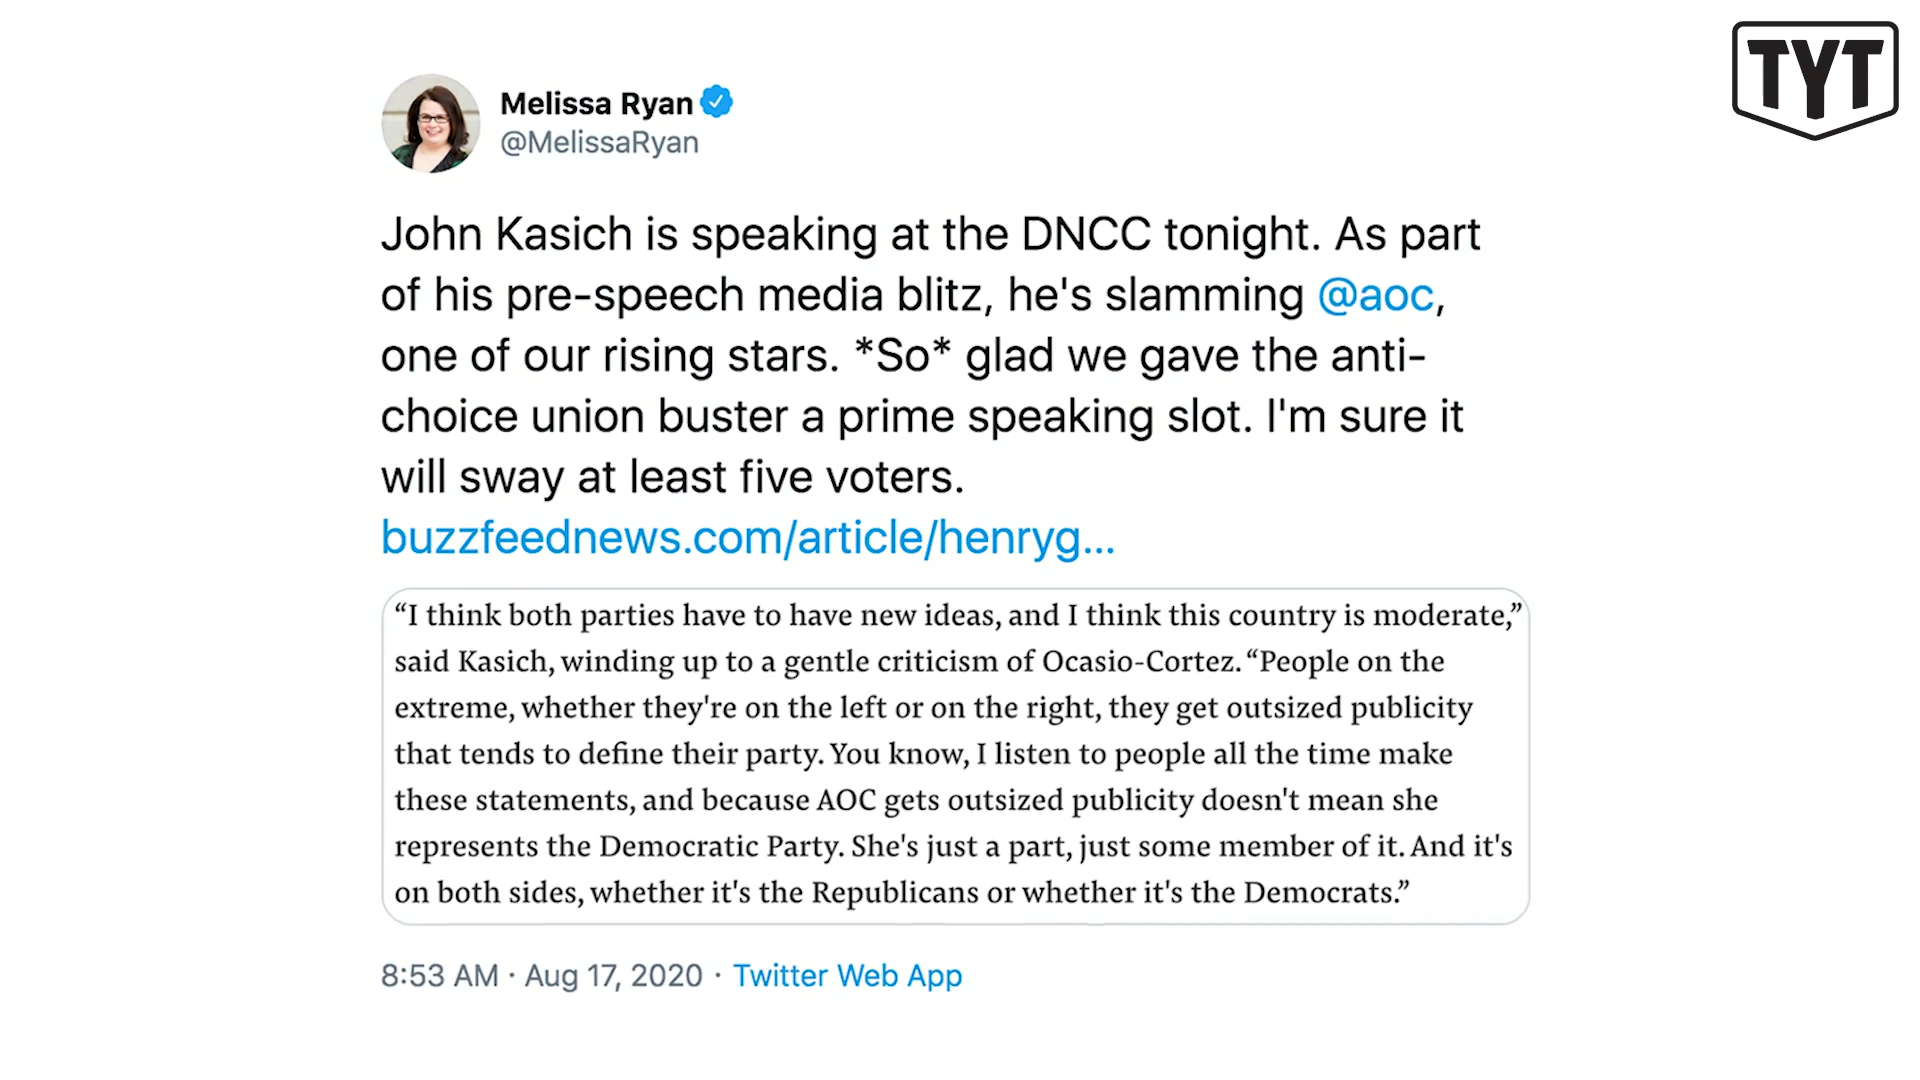 TYT
Melissa Ryan
@MelissaRyan
John Kasich is speaking at the DNCC tonight. As part
of his pre-speech media blitz, he's slamming @aoc,
one of our rising stars. *So* glad we gave the anti-
choice union buster a prime speaking slot. I'm sure it
will sway at least five voters.
buzzfeednews.com/article/henryg...
“I think both parties have to have new ideas, and I think this country is moderate,”
said Kasich, winding up to a gentle criticism of Ocasio-Cortez. “People on the
extreme, whether they're on the left or on the right, they get outsized publicity
that tends to define their party. You know, I listen to people all the time make
these statements, and because AOC gets outsized publicity doesn't mean she
represents the Democratic Party. She's just a part, just some member of it. And it's
on both sides, whether it's the Republicans or whether it's the Democrats.”
8:53 AM · Aug 17, 2020 · Twitter Web App